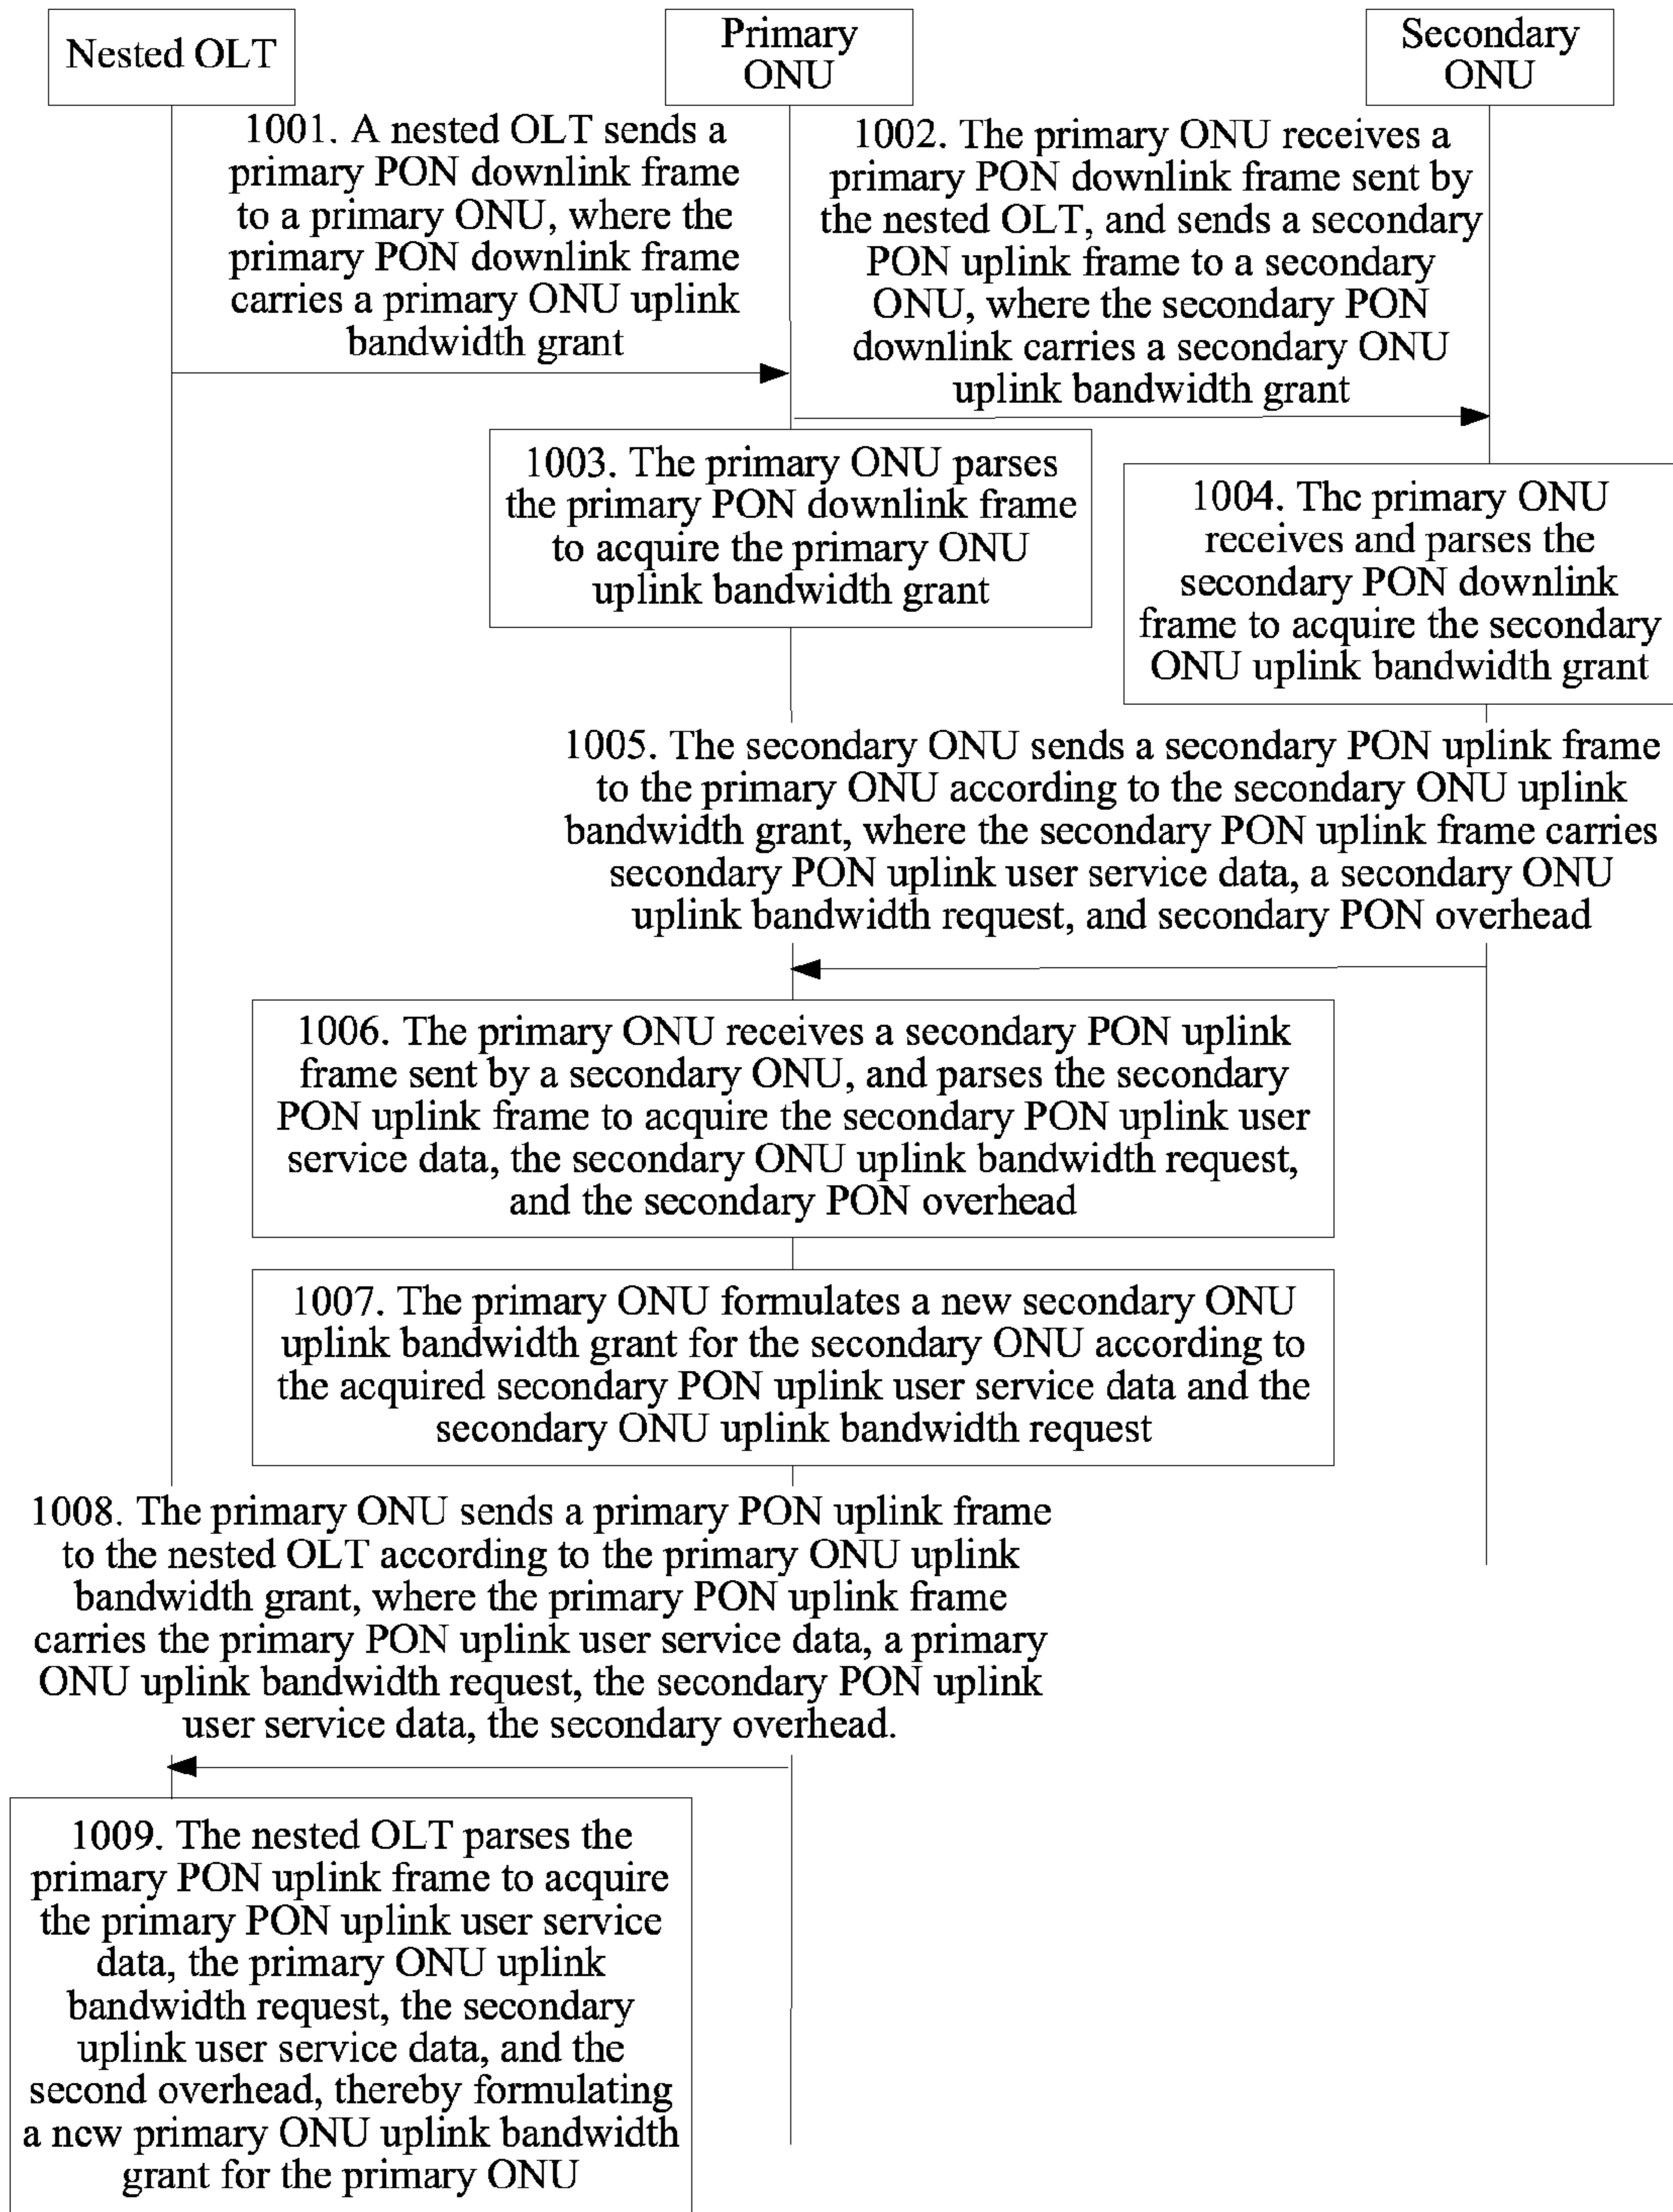 Nested OLT
Primary
ONU
Secondary
ONU
1001. A nested OLT sends a
primary PON downlink frame
to a primary ONU, where the
primary PON downlink frame
carries a primary ONU uplink
bandwidth grant
1002. The primary ONU receives a
primary PON downlink frame sent by
the nested OLT, and sends a secondary
PON uplink frame to a secondary
ONU, where the secondary PON
downlink carries a secondary ONU
uplink bandwidth grant
1003. The primary ONU parses
the primary PON downlink frame
to acquire the primary ONU
uplink bandwidth grant
1004. The primary ONU
receives and parses the
secondary PON downlink
frame to acquire the secondary
ONU uplink bandwidth grant
1005. The secondary ONU sends a secondary PON uplink frame
to the primary ONU according to the secondary ONU uplink
bandwidth grant, where the secondary PON uplink frame carries
secondary PON uplink user service data, a secondary ONU
uplink bandwidth request, and secondary PON overhead
1006. The primary ONU receives a secondary PON uplink
frame sent by a secondary ONU, and parses the secondary
PON uplink frame to acquire the secondary PON uplink user
service data, the secondary ONU uplink bandwidth request,
and the secondary PON overhead
1007. The primary ONU formulates a new secondary ONU
uplink bandwidth grant for the secondary ONU according to
the acquired secondary PON uplink user service data and the
secondary ONU uplink bandwidth request
1008. The primary ONU sends a primary PON uplink frame
to the nested OLT according to the primary ONU uplink
bandwidth grant, where the primary PON uplink frame
carries the primary PON uplink user service data, a primary
ONU uplink bandwidth request, the secondary PON uplink
user service data, the secondary overhead.
1009. The nested OLT parses the
primary PON uplink frame to acquire
the primary PON uplink user service
data, the primary ONU uplink
bandwidth request, the secondary
uplink user service data, and the
second overhead, thereby formulating
a new primary ONU uplink bandwidth
grant for the primary ONU